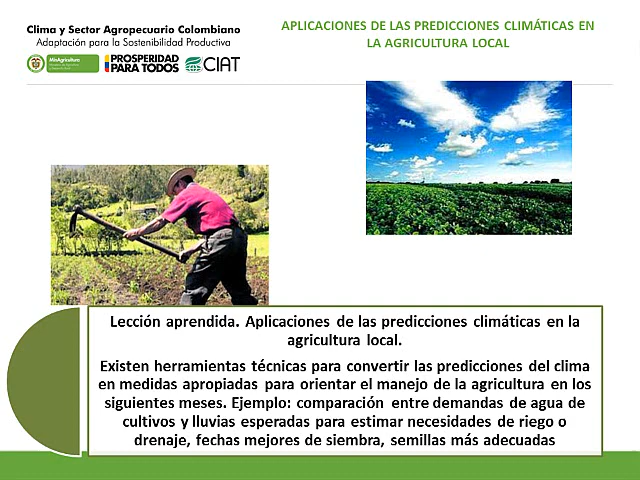 Clima y Sector Agropecuario Colombiano
Adaptación para la Sostenibilidad Productiva
MinAgricultura
PROSPERIDAD
PARA TODOS
CIAT
APLICACIONES DE LAS PREDICCIONES CLIMÁTICAS EN
LA AGRICULTURA LOCAL
Lección aprendida. Aplicaciones de las predicciones climáticas en la
agricultura local.
Existen herramientas técnicas para convertir las predicciones del clima
en medidas apropiadas para orientar el manejo de la agricultura en los
siguientes meses. Ejemplo: comparación entre demandas de agua de
cultivos y lluvias esperadas para estimar necesidades de riego o
drenaje, fechas mejores de siembra, semillas más adecuadas